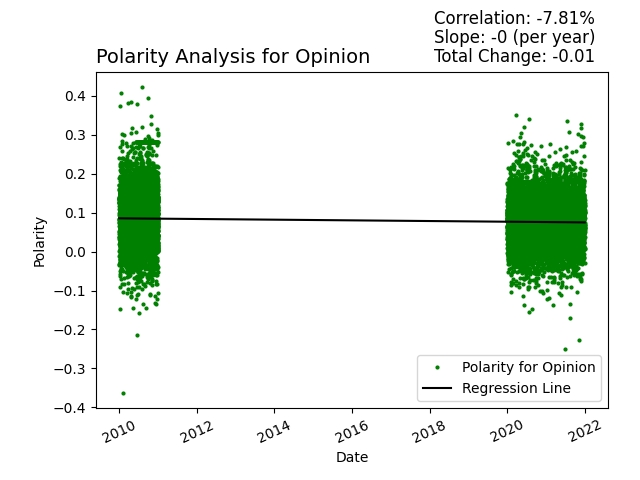 Correlation: -7.81%
Slope: -0 (per year)
Total Change: -0.01
Polarity Analysis for Opinion
0.4
0.3
0.2
0.1
0.0
−0.1
−0.2
−0.3
−0.4
Polarity
Polarity for Opinion
Regression Line
2010
2012
2014
2016
2018
2020
2022
Date